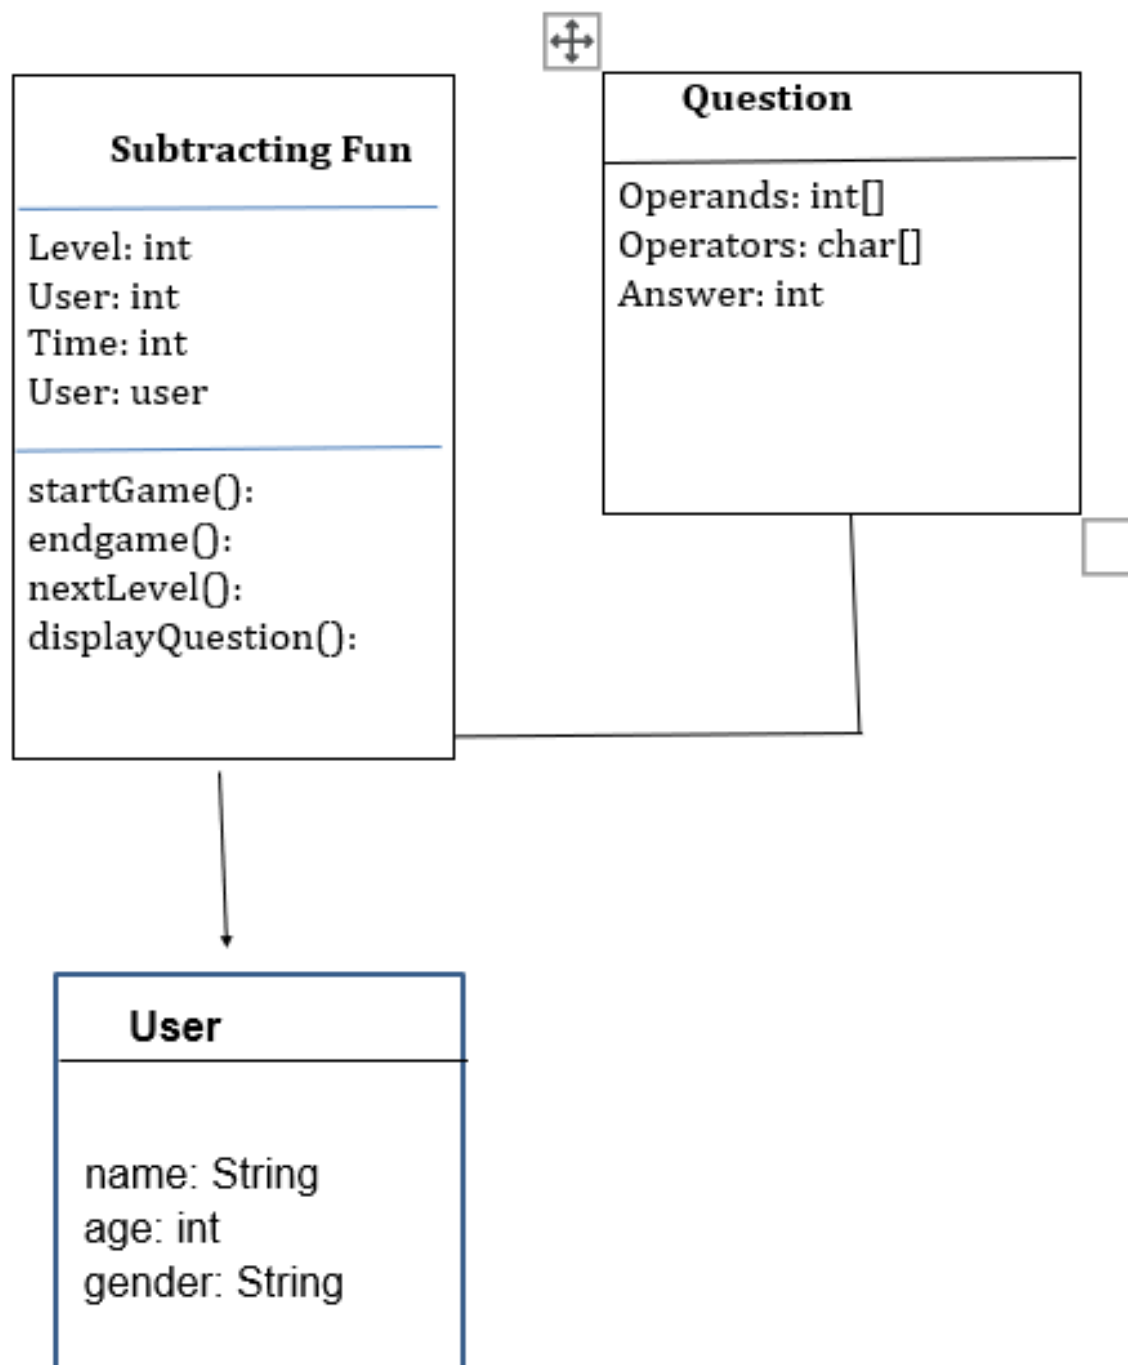 Subtracting Fun
Level: int
User: int
Time: int
User: user
startGame():
endgame():
nextLevel():
displayQuestion():
Question
Operands: int[]
Operators: char[]
Answer: int
User
name: String
age: int
gender: String